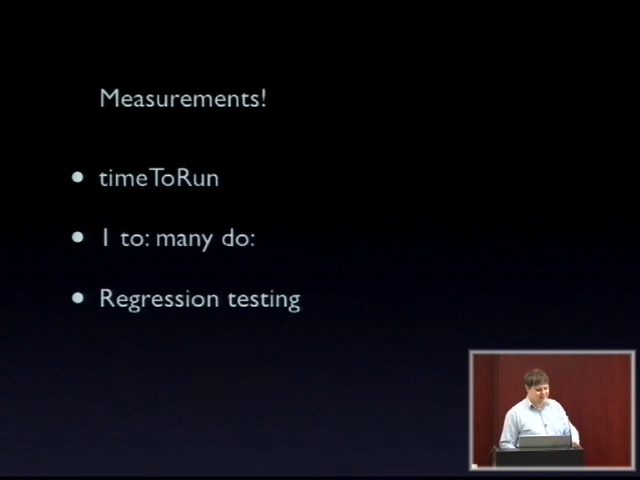 Measurements!
timeToRun
1 to: many do:
Regression testing